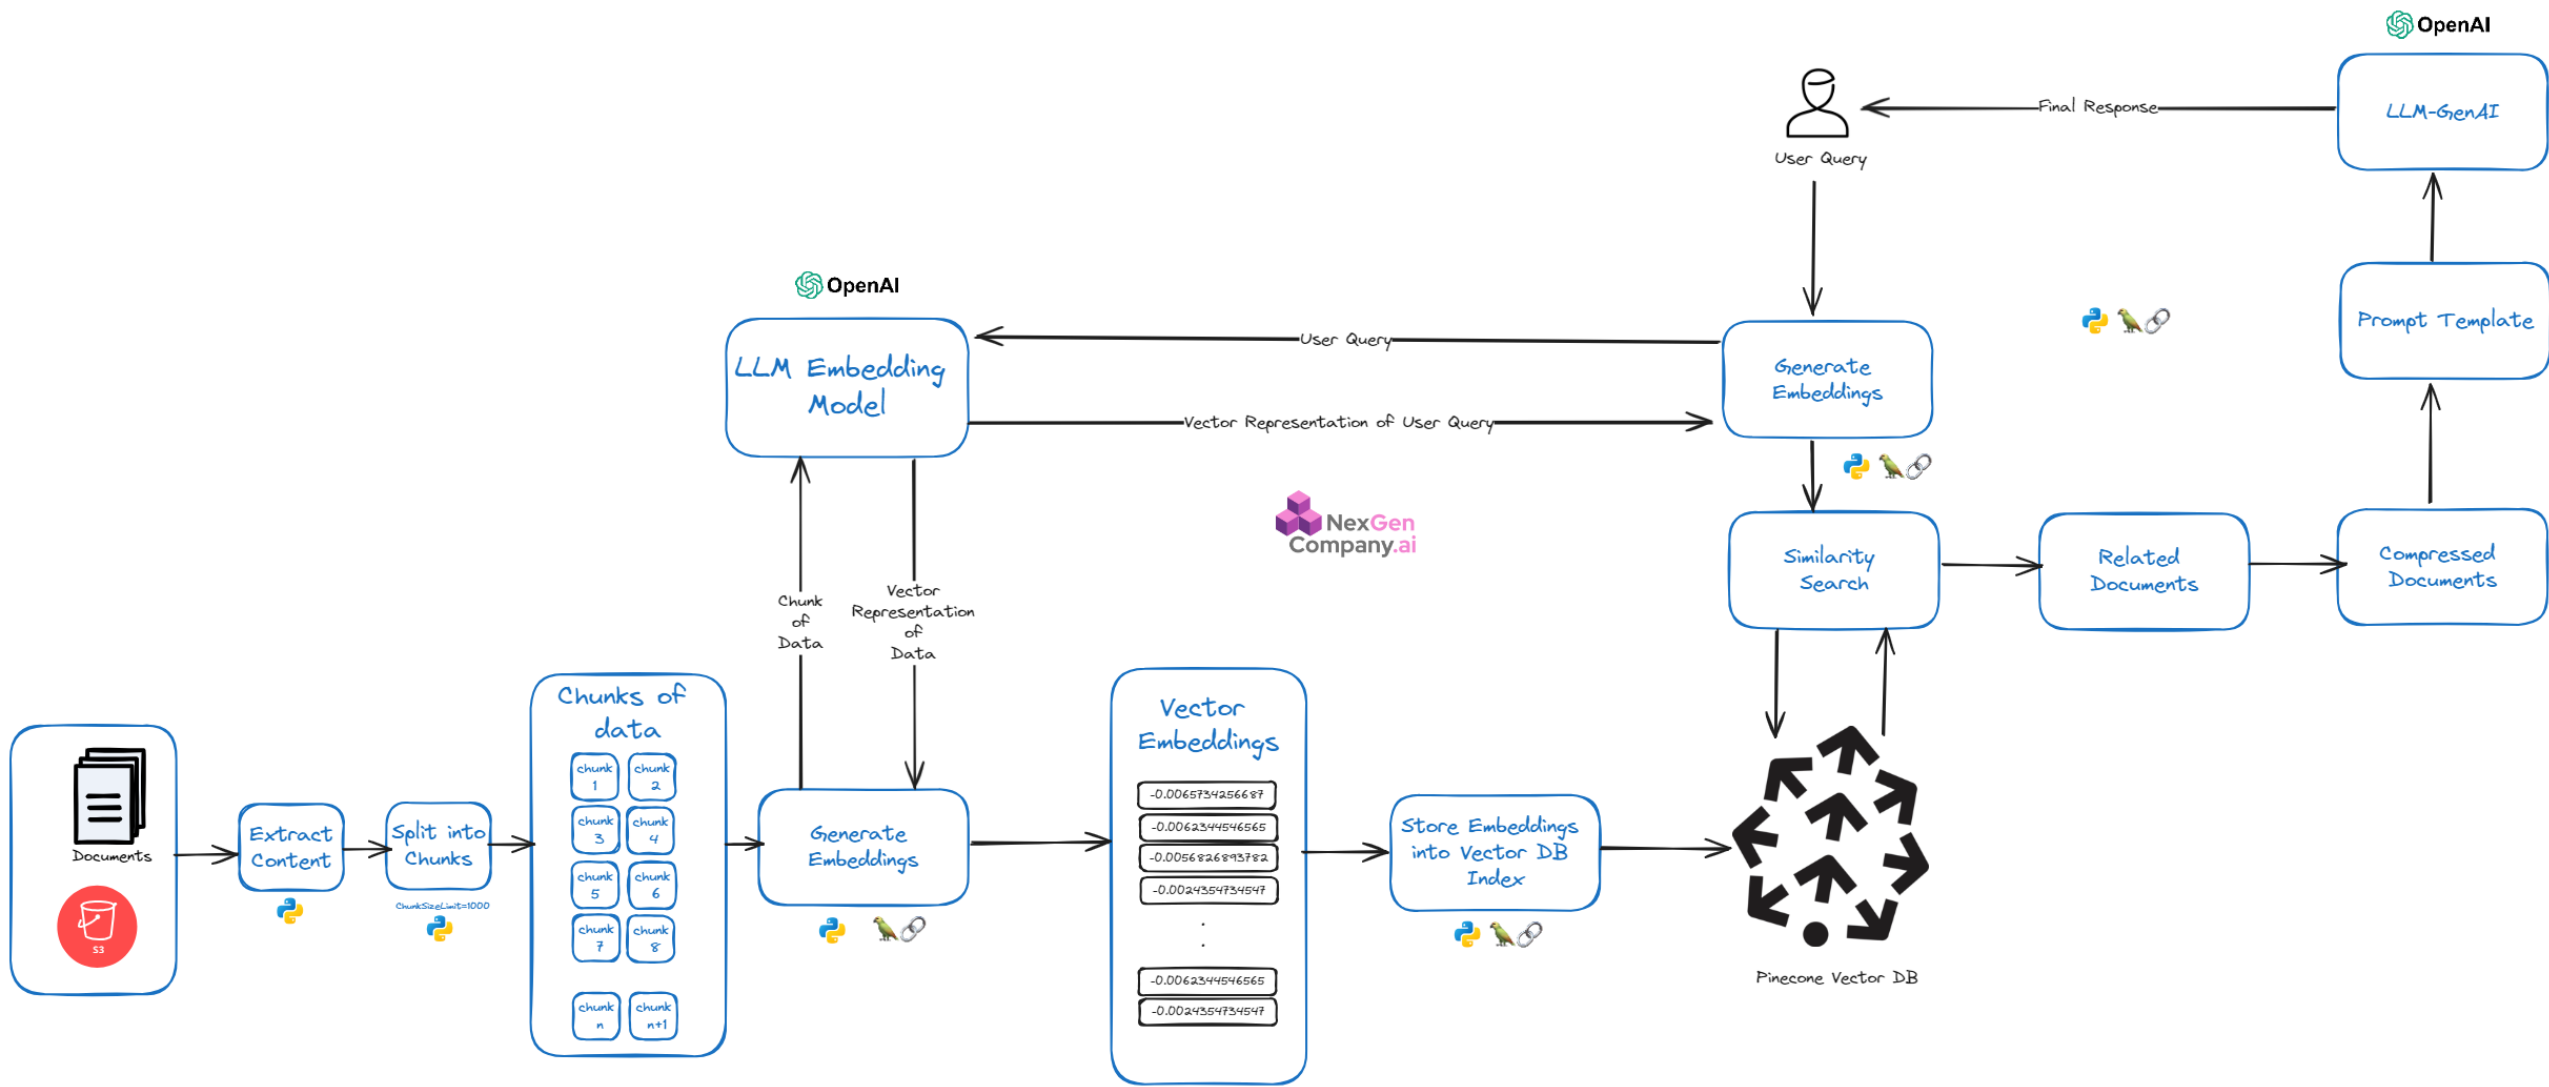 OpenAI
LLM-GenAI
Final Response
User Query
Prompt Template
OpenAI
LLM Embedding
Model
User Query
Vector Representation of User Query
Generate
Embeddings
NexGen
Company.ai
Similarity
Search
Related
Documents
Compressed
Documents
Chunk
of
Data
Vector
Representation
of
Data
Documents
S3
Extract
Content
Split into
Chunks
ChunkSizeLimit=1000
Chunks of
data
chunk
1
chunk
2
chunk
3
chunk
4
chunk
5
chunk
6
chunk
7
chunk
8
chunk
n
chunk
n+1
Generate
Embeddings
Vector
Embeddings
-0.0065734256687
-0.0062344546565
-0.0056826893782
-0.0024354734547
.
.
-0.0062344546565
-0.0024354734547
Store Embeddings
into Vector DB
Index
Pinecone Vector DB